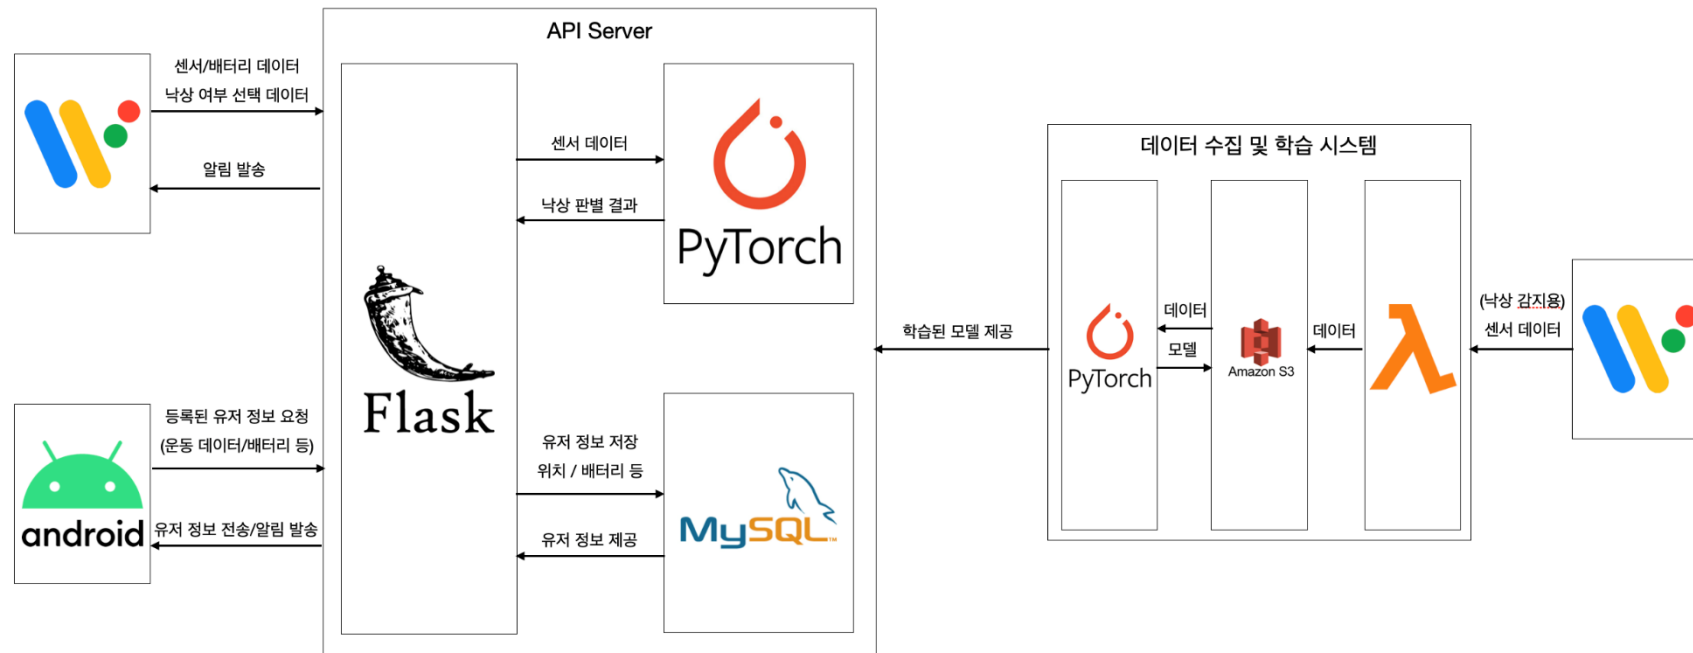 API Server
센서/배터리 데이터
낙상 여부 선택 데이터
알림 발송
등록된 유저 정보 요청
(운동 데이터/배터리 등)
유저 정보 전송/알림 발송
android
Flask
센서 데이터
낙상 판별 결과
PyTorch
유저 정보 저장
위치 / 배터리 등
유저 정보 제공
MySQL™
학습된 모델 제공
데이터 수집 및 학습 시스템
PyTorch
데이터
모델
Amazon S3
데이터
(낙상 감지용)
센서 데이터